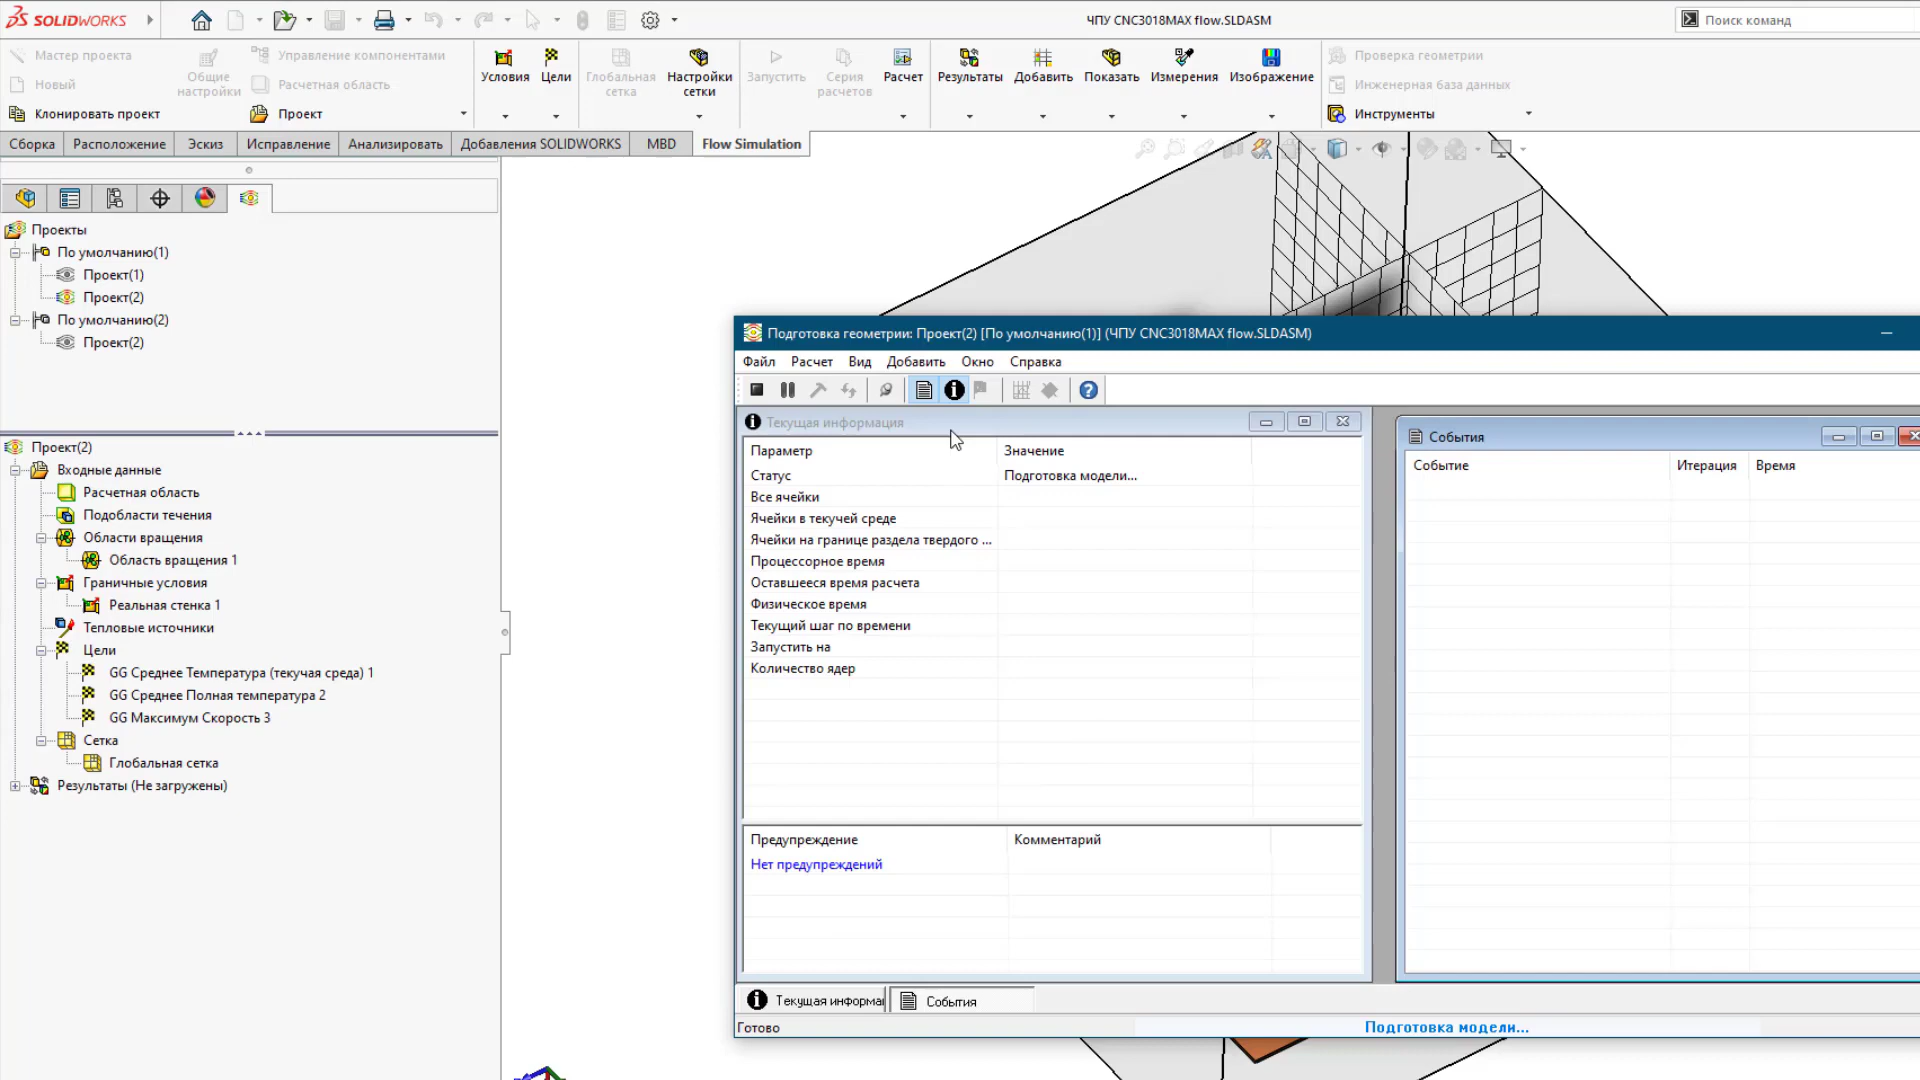 SOLIDWORKS
ЧПУ CNC3018MAX flow.SLDASM
Поиск команд
Мастер проекта
Новый
Клонировать проект
Общие настройки
Управление компонентами
Расчетная область
Проект
Условия
Цели
Глобальная сетка
Настройки сетки
Запустить
Серия расчетов
Расчет
Результаты
Добавить
Показать
Измерения
Изображение
Проверка геометрии
Инженерная база данных
Инструменты
Сборка
Расположение
Эскиз
Исправление
Анализировать
Добавления SOLIDWORKS
MBD
Flow Simulation
Проекты
По умолчанию(1)
Проект(1)
Проект(2)
По умолчанию(2)
Проект(2)
Проект(2)
Входные данные
Расчетная область
Подобласти течения
Области вращения
Область вращения 1
Граничные условия
Реальная стенка 1
Тепловые источники
Цели
GG Среднее Температура (текучая среда) 1
GG Среднее Полная температура 2
GG Максимум Скорость 3
Сетка
Глобальная сетка
Результаты (Не загружены)
Подготовка геометрии: Проект(2) [По умолчанию(1)] (ЧПУ CNC3018MAX flow.SLDASM)
Файл Расчет Вид Добавить Окно Справка
Текущая информация
Параметр Значение
Статус Подготовка модели...
Все ячейки
Ячейки в текучей среде
Ячейки на границе раздела твердого ...
Процессорное время
Оставшееся время расчета
Физическое время
Текущий шаг по времени
Запустить на
Количество ядер
Предупреждение Комментарий
Нет предупреждений
События
Событие Итерация Время
Текущая информа
События
Готово
Подготовка модели...